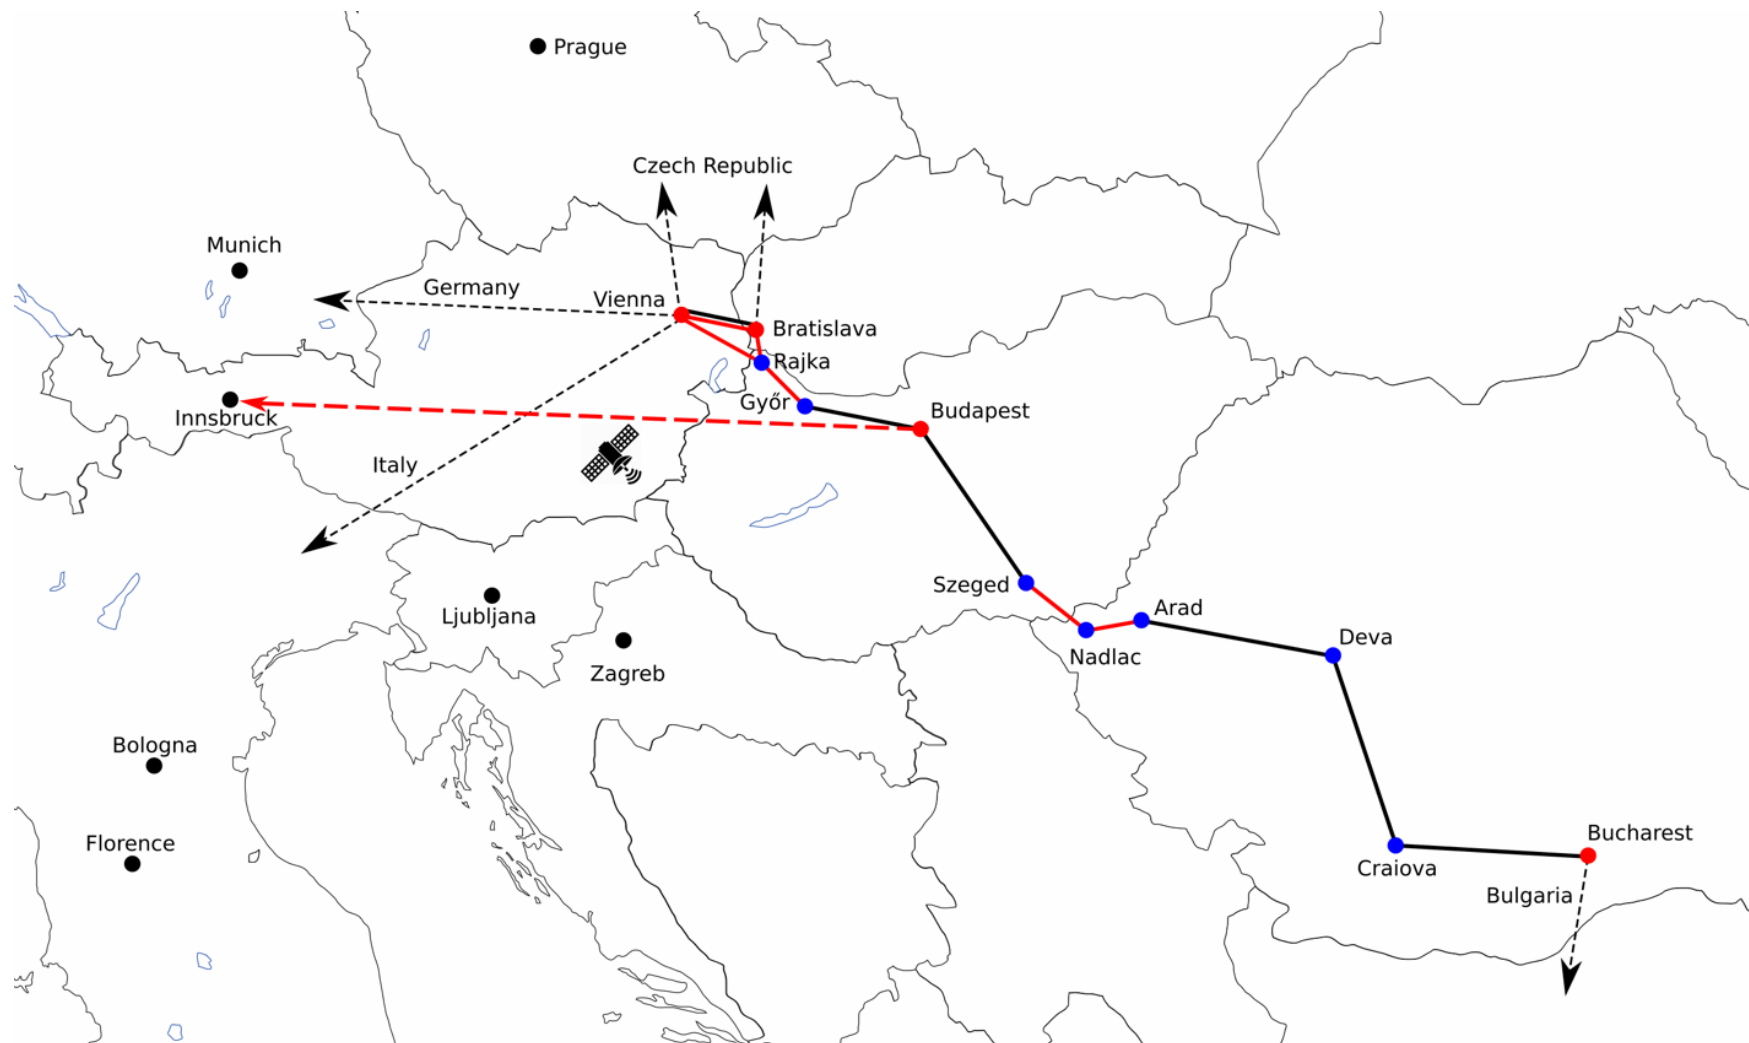 Prague
Czech Republic
Munich
Germany
Vienna
Bratislava
Rajka
Győr
Budapest
Innsbruck
Italy
Szeged
Arad
Ljubljana
Deva
Nadlac
Zagreb
Bologna
Bucharest
Florence
Craiova
Bulgaria